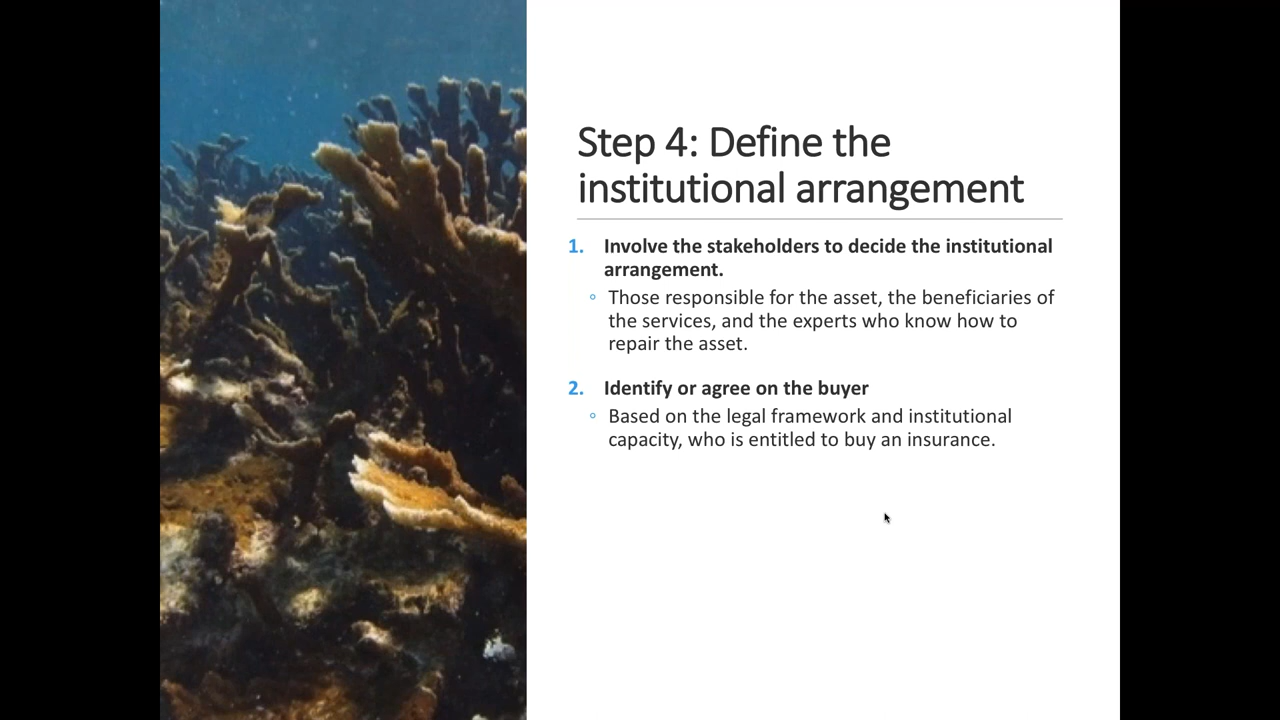 Step 4: Define the
institutional arrangement
1. Involve the stakeholders to decide the institutional
arrangement.
◦ Those responsible for the asset, the beneficiaries of
the services, and the experts who know how to
repair the asset.
2. Identify or agree on the buyer
◦ Based on the legal framework and institutional
capacity, who is entitled to buy an insurance.